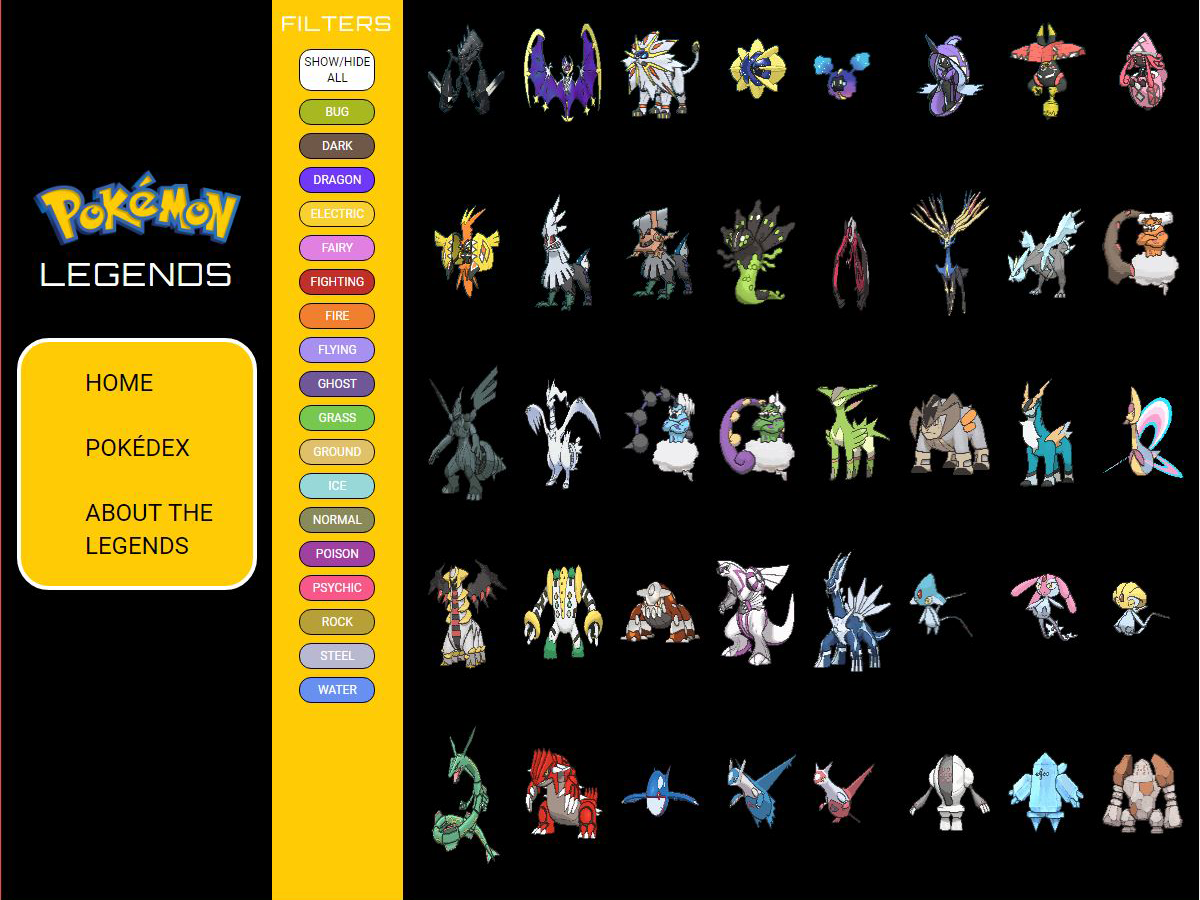 POKéMON
LEGENDS
HOME
POKÉDEX
ABOUT THE
LEGENDS
FILTERS
SHOW/HIDE
ALL
BUG
DARK
DRAGON
ELECTRIC
FAIRY
FIGHTING
FIRE
FLYING
GHOST
GRASS
GROUND
ICE
NORMAL
POISON
PSYCHIC
ROCK
STEEL
WATER